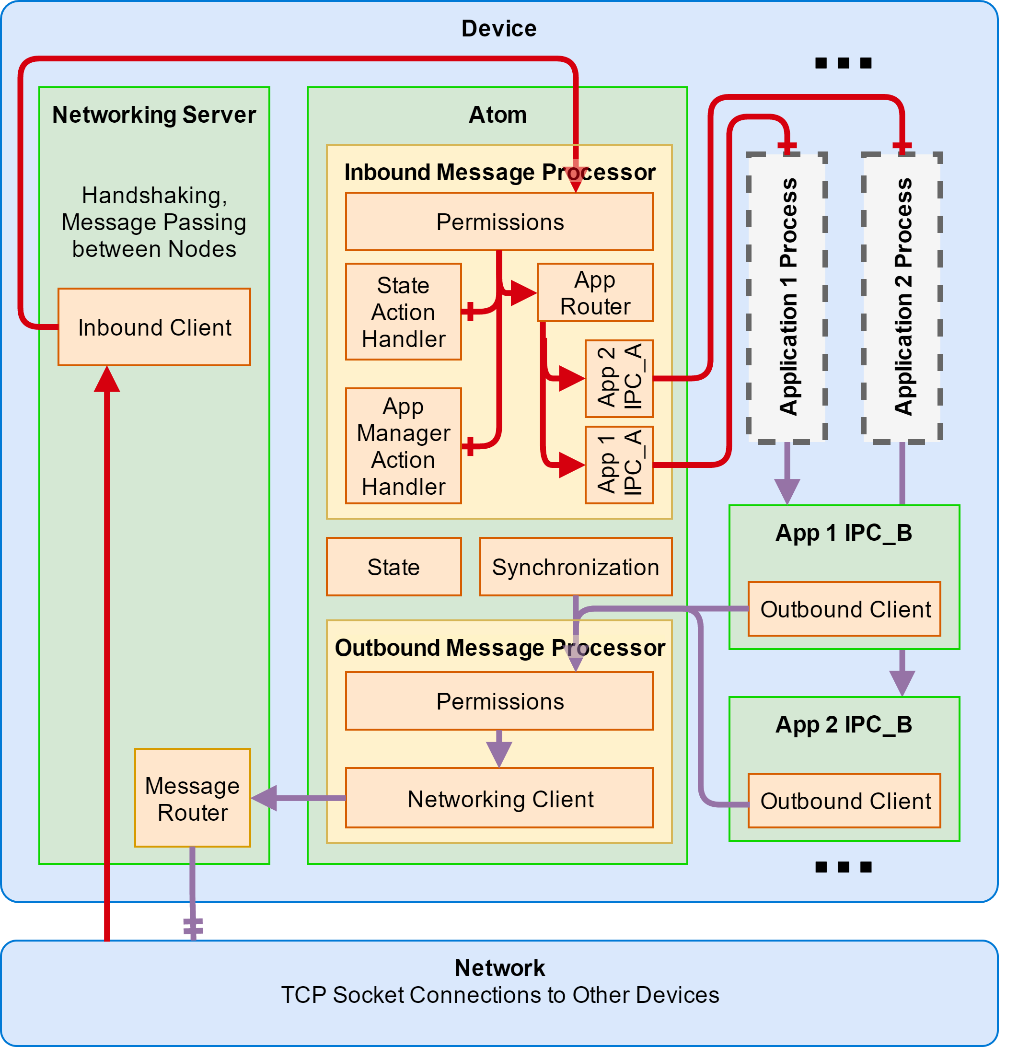 Device
Networking Server
Handshaking,
Message Passing
between Nodes
Inbound Client
Message
Router
Atom
Inbound Message Processor
Permissions
State
Action
Handler
App
Router
App 2
IPC_A
App
Manager
Action
Handler
App 1
IPC_A
State
Synchronization
Outbound Message Processor
Permissions
Networking Client
Application 1 Process
Application 2 Process
App 1 IPC_B
Outbound Client
App 2 IPC_B
Outbound Client
Network
TCP Socket Connections to Other Devices